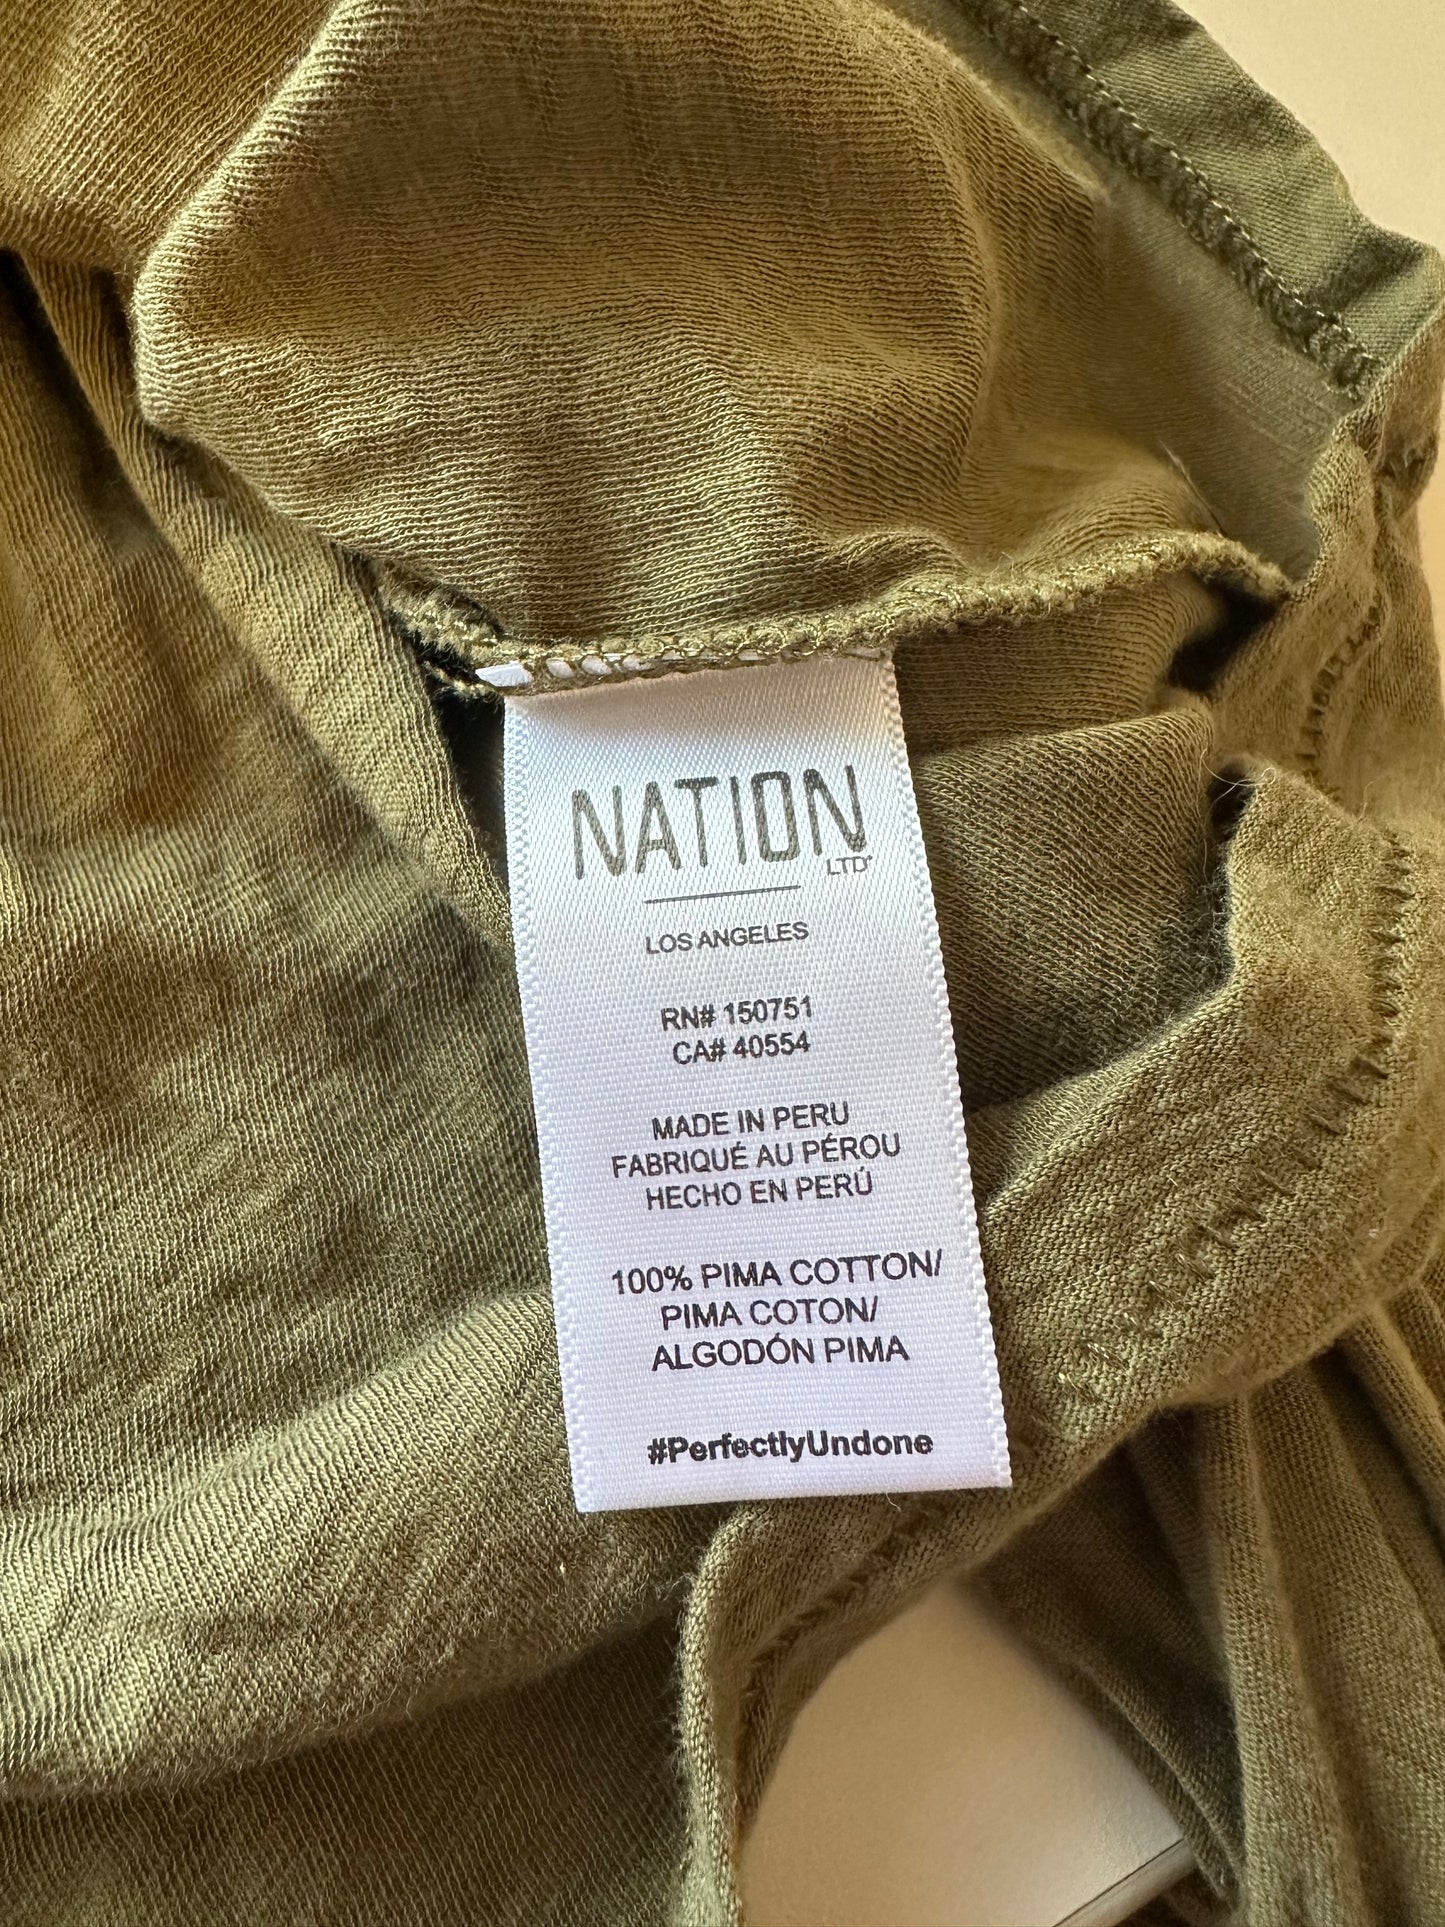 NATION
LTD
LOS ANGELES
RN# 150751
CA# 40554
MADE IN PERU
FABRIQUÉ AU PÉROU
HECHO EN PERÚ
100% PIMA COTTON/
PIMA COTON/
ALGODÓN PIMA
#PerfectlyUndone